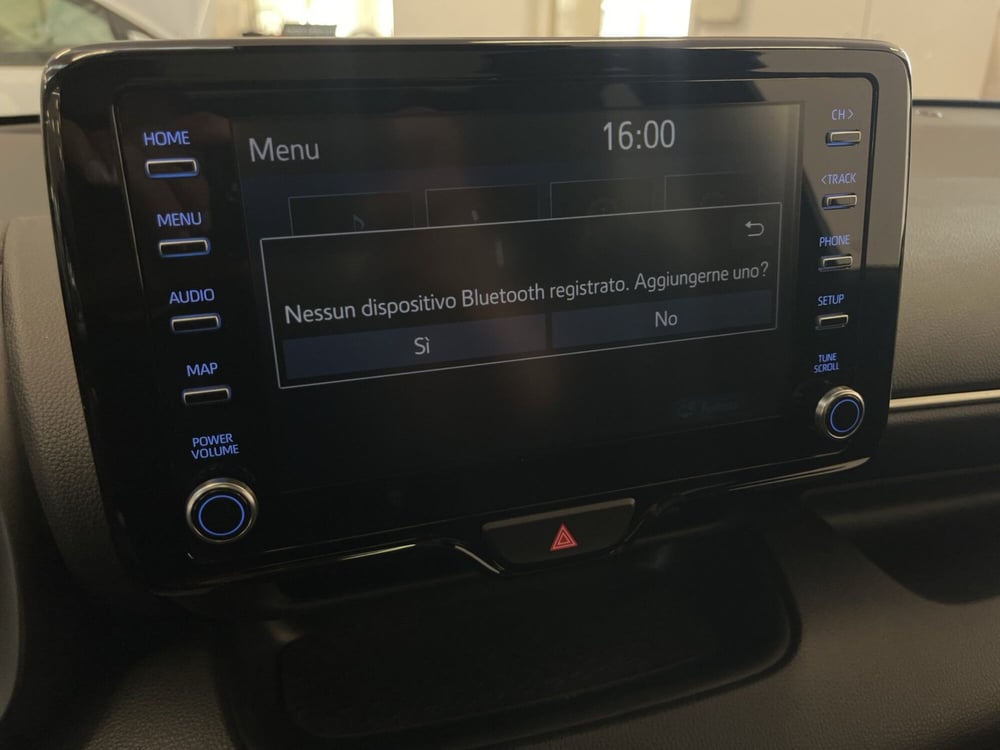 HOME
MENU
AUDIO
MAP
POWER
VOLUME
Menu
16:00
Nessun dispositivo Bluetooth registrato. Aggiungerne uno?
Sì
No
CH >
< TRACK
PHONE
SETUP
TUNE
SCROLL